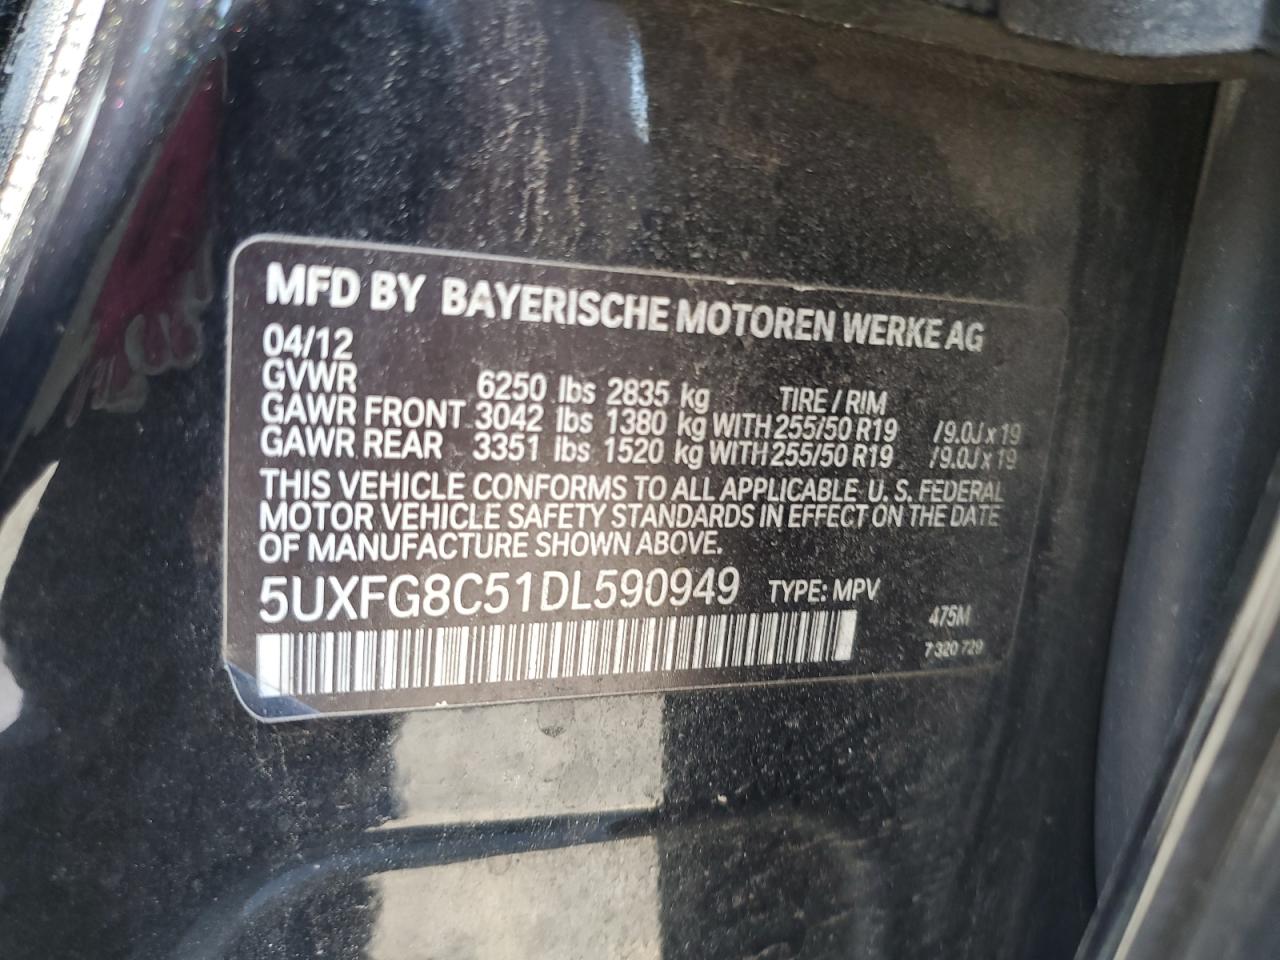 MFD BY BAYERISCHE MOTOREN WERKE AG
04/12
GVWR 6250 lbs 2835 kg TIRE / RIM
GAWR FRONT 3042 lbs 1380 kg WITH 255/50 R19 /9.0J x 19
GAWR REAR 3351 lbs 1520 kg WITH 255/50 R19 /9.0J x 19
THIS VEHICLE CONFORMS TO ALL APPLICABLE U.S. FEDERAL
MOTOR VEHICLE SAFETY STANDARDS IN EFFECT ON THE DATE
OF MANUFACTURE SHOWN ABOVE.
5UXFG8C51DL590949 TYPE: MPV
475M
7 320 729